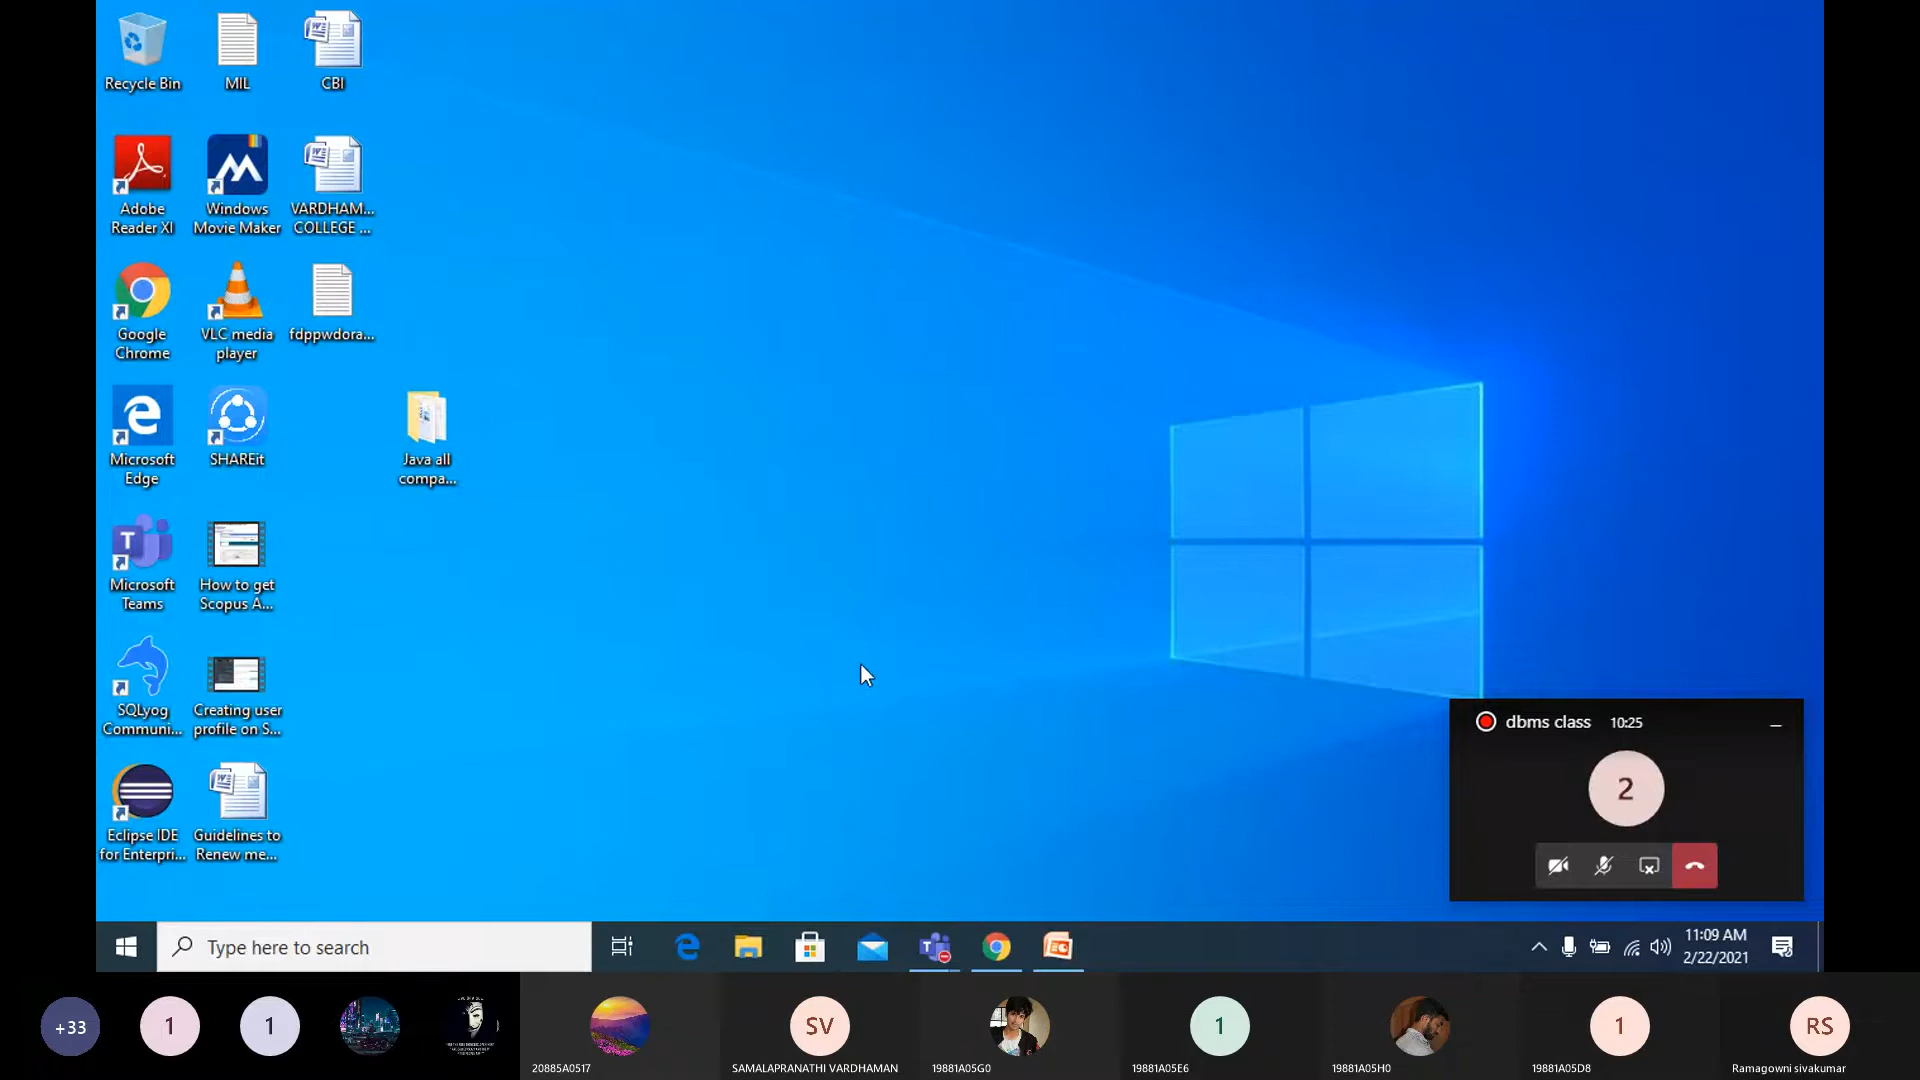 Recycle Bin
MIL
CBI
Adobe
Reader XI
Windows
Movie Maker
VARDHAM...
COLLEGE ...
Google
Chrome
VLC media
player
fdppwdora...
Microsoft
Edge
SHAREit
Java all
compa...
Microsoft
Teams
How to get
Scopus A...
SQLyog
Communi...
Creating user
profile on S...
Eclipse IDE
for Enterpri...
Guidelines to
Renew me...
dbms class 10:25
2
Type here to search
11:09 AM
2/22/2021
+33
1
1
20885A0517
SV
SAMALAPRANATHI VARDHAMAN
19881A05G0
1
19881A05E6
19881A05H0
1
19881A05D8
RS
Ramagowni sivakumar